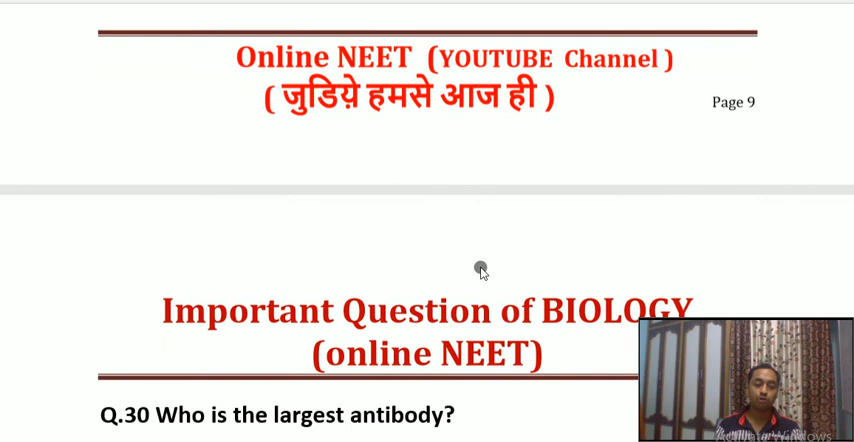 Online NEET (YOUTUBE Channel )
( जुडिय़े हमसे आज ही )
Page 9
Important Question of BIOLOGY
(online NEET)
Q.30 Who is the largest antibody?